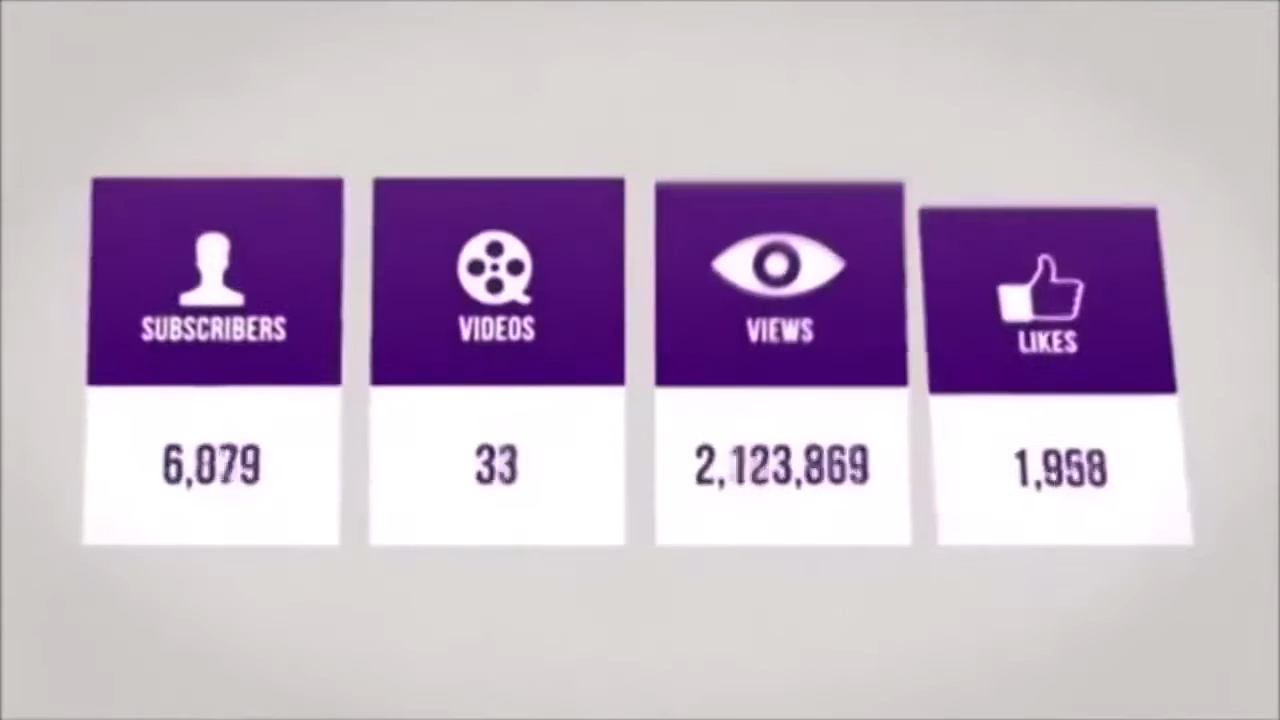 SUBSCRIBERS
6,079
VIDEOS
33
VIEWS
2,123,869
LIKES
1,958